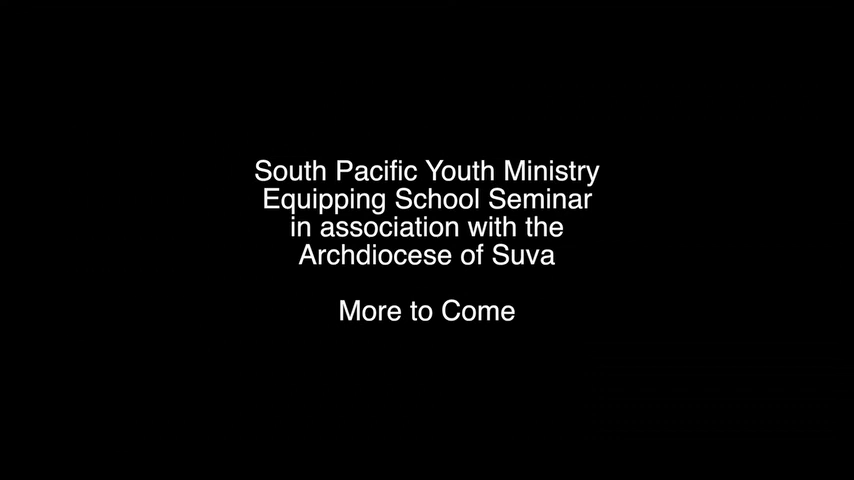 South Pacific Youth Ministry
Equipping School Seminar
in association with the
Archdiocese of Suva
More to Come